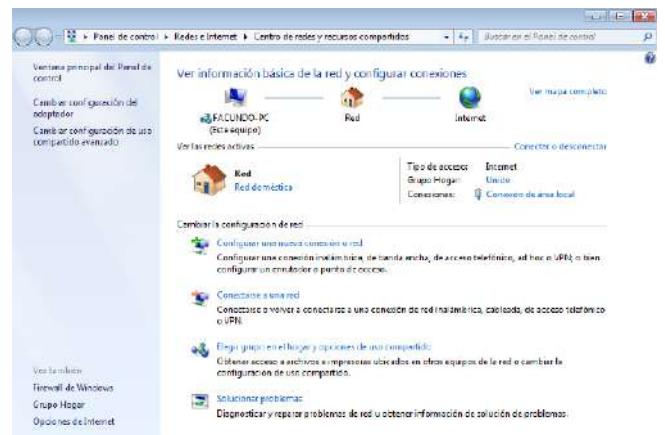 Panel de control ▸ Redes e Internet ▸ Centro de redes y recursos compartidos
Buscar en el Panel de control
Ventana principal del Panel de
control
Cambiar configuración del
adaptador
Cambiar configuración de uso
compartido avanzado
Ver información básica de la red y configurar conexiones
Ver mapa completo
FACUNDO-PC
(Este equipo)
Red
Internet
Ver las redes activas
Conectar o desconectar
Red
Red doméstica
Tipo de acceso: Internet
Grupo Hogar: Unido
Conexiones: Conexión de área local
Cambiar la configuración de red
Configurar una nueva conexión o red
Configurar una conexión inalámbrica, de banda ancha, de acceso telefónico, ad hoc o VPN; o bien
configurar un enrutador o punto de acceso.
Conectarse a una red
Conectarse o volver a conectarse a una conexión de red inalámbrica, cableada, de acceso telefónico
o VPN.
Elegir grupo en el hogar y opciones de uso compartido
Obtener acceso a archivos e impresoras ubicados en otros equipos de la red o cambiar la
configuración de uso compartido.
Solucionar problemas
Diagnosticar y reparar problemas de red u obtener información de solución de problemas.
Vea también
Firewall de Windows
Grupo Hogar
Opciones de Internet